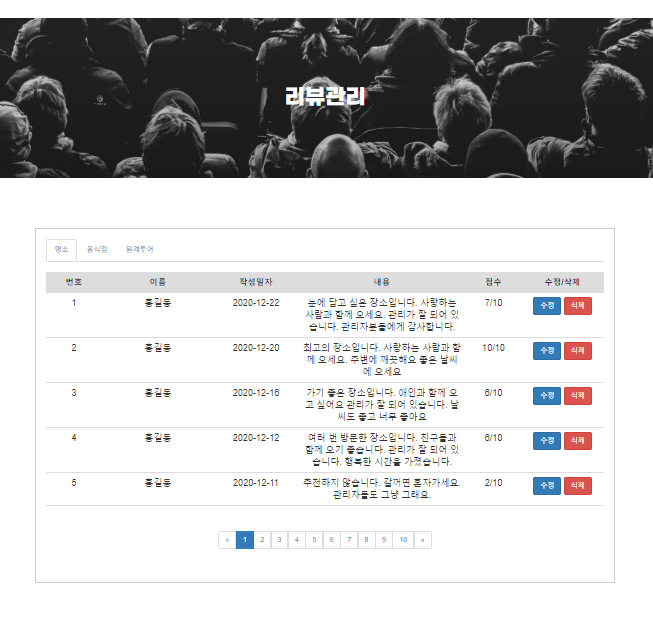 리뷰관리
명소 음식점 원격투어
번호 이름 작성일자 내용 점수 수정/삭제
1 홍길동 2020-12-22 눈에 담고 싶은 장소입니다. 사랑하는 7/10 수정 삭제
사람과 함께 오세요. 관리가 잘 되어 있
습니다. 관리자분들에게 감사합니다.
2 홍길동 2020-12-20 최고의 장소입니다. 사랑하는 사람과 함 10/10 수정 삭제
께 오세요. 주변에 깨끗해요 좋은 날씨
에 오세요
3 홍길동 2020-12-16 가기 좋은 장소입니다. 애인과 함께 오 6/10 수정 삭제
고 싶어요 관리가 잘 되어 있습니다. 날
씨도 좋고 너무 좋아요
4 홍길동 2020-12-12 여러 번 방문한 장소입니다. 친구들과 6/10 수정 삭제
함께 오기 좋습니다. 관리가 잘 되어 있
습니다. 행복한 시간을 가졌습니다.
5 홍길동 2020-12-11 추천하지 않습니다. 갈꺼면 혼자가세요. 2/10 수정 삭제
관리자들도 그냥 그래요.
« 1 2 3 4 5 6 7 8 9 10 »